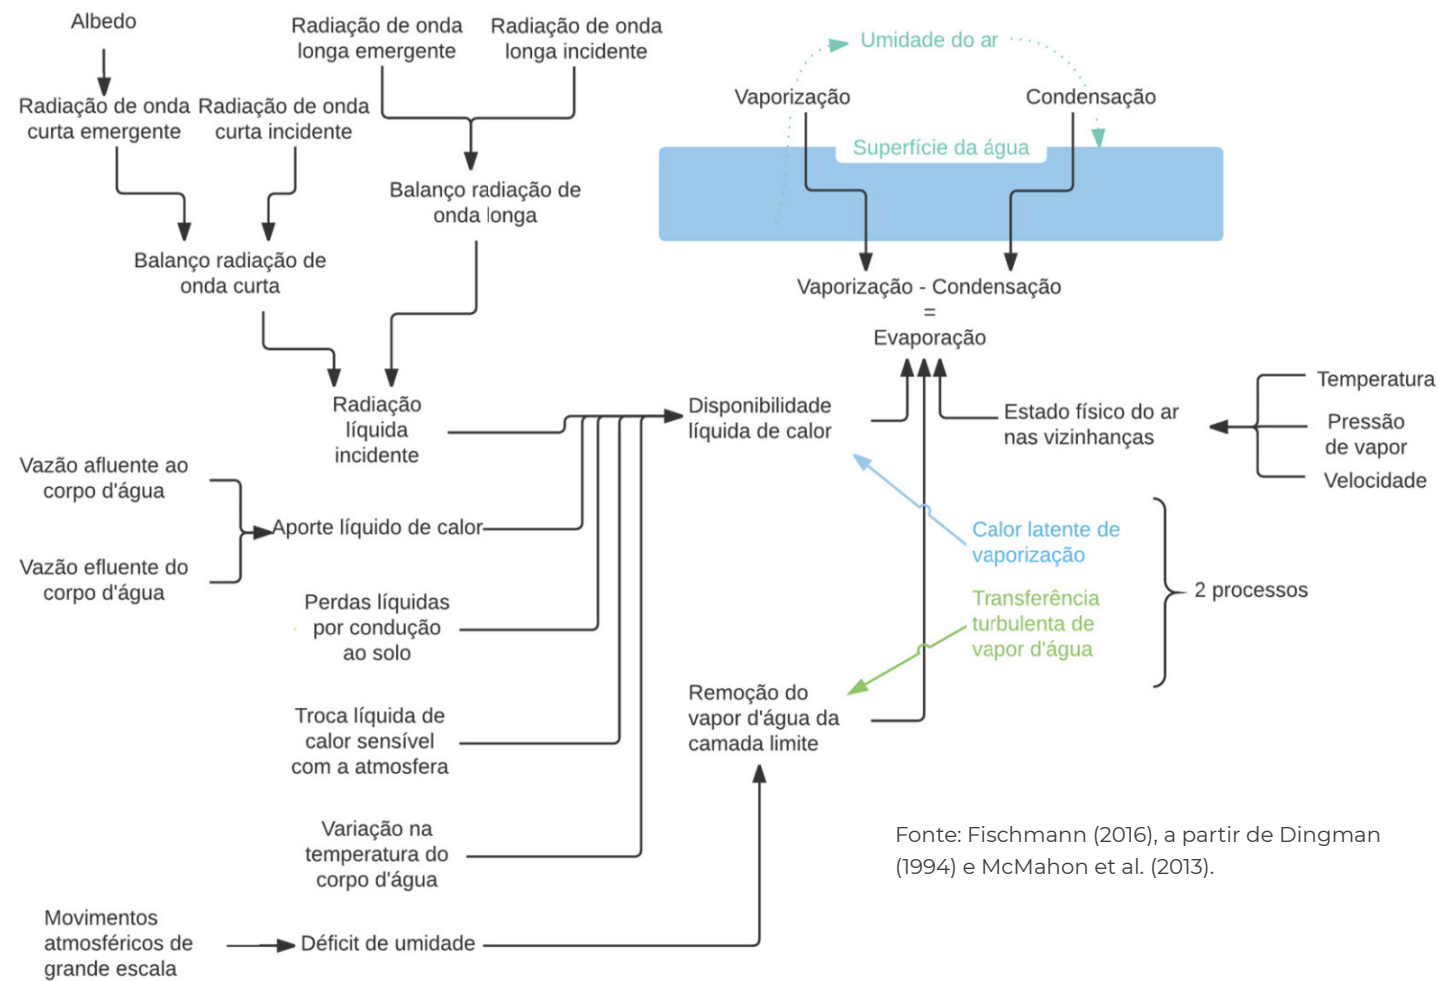 Albedo
Radiação de onda
longa emergente
Radiação de onda
longa incidente
Radiação de onda
curta emergente
Radiação de onda
curta incidente
Balanço radiação de
onda longa
Balanço radiação de
onda curta
Umidade do ar
Vaporização
Condensação
Superfície da água
Vaporização - Condensação
=
Evaporação
Radiação
líquida
incidente
Disponibilidade
líquida de calor
Estado físico do ar
nas vizinhanças
Temperatura
Pressão
de vapor
Velocidade
Vazão afluente ao
corpo d'água
Aporte líquido de calor
Vazão efluente do
corpo d'água
Calor latente de
vaporização
Transferência
turbulenta de
vapor d'água
2 processos
Perdas líquidas
por condução
ao solo
Troca líquida de
calor sensível
com a atmosfera
Remoção do
vapor d'água da
camada limite
Variação na
temperatura do
corpo d'água
Fonte: Fischmann (2016), a partir de Dingman
(1994) e McMahon et al. (2013).
Movimentos
atmosféricos de
grande escala
Déficit de umidade